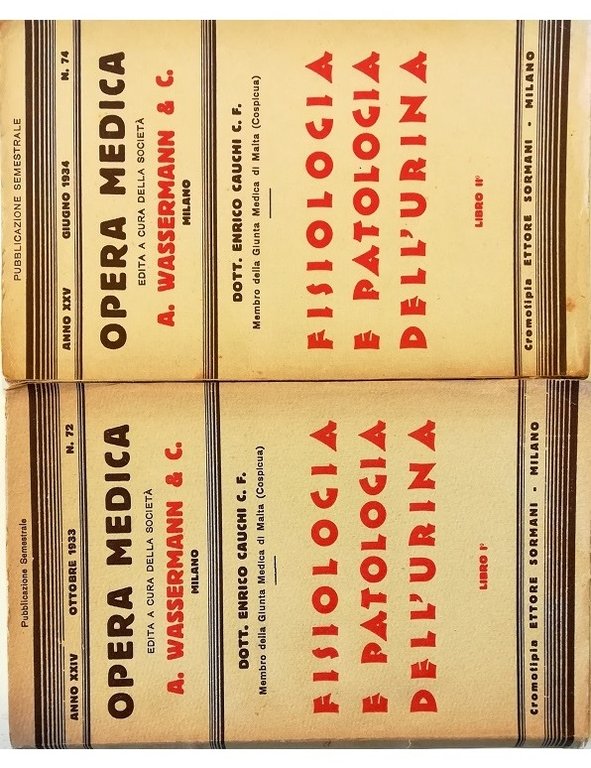 Pubblicazione Semestrale
ANNO XXIV OTTOBRE 1933 N. 72
OPERA MEDICA
EDITA A CURA DELLA SOCIETÀ
A. WASSERMANN & C.
MILANO
DOTT. ENRICO CAUCHI C. F.
Membro della Giunta Medica di Malta (Cospicua)
FISIOLOGIA
E PATOLOGIA
DELL'URINA
LIBRO I°
Cromotipia ETTORE SORMANI - MILANO
PUBBLICAZIONE SEMESTRALE
ANNO XXV GIUGNO 1934 N. 74
OPERA MEDICA
EDITA A CURA DELLA SOCIETÀ
A. WASSERMANN & C.
MILANO
DOTT. ENRICO CAUCHI C. F.
Membro della Giunta Medica di Malta (Cospicua)
FISIOLOGIA
E PATOLOGIA
DELL'URINA
LIBRO II°
Cromotipia ETTORE SORMANI - MILANO